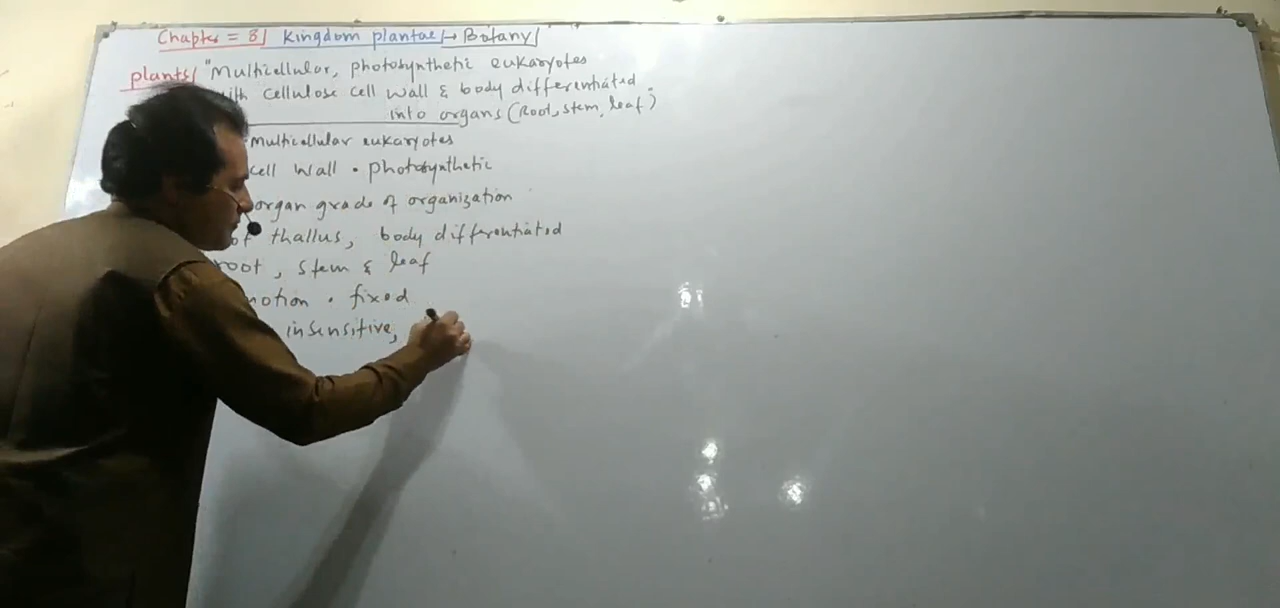 Chapter = 8/ Kingdom plantae/→ Botany/
plants/ "Multicellular, photosynthetic eukaryotes
with cellulose cell wall & body differentiated
into organs (Root, stem, leaf)"
multicellular eukaryotes
cell wall • photosynthetic
organ grade of organization
of thallus, body differentiated
root, stem & leaf
motion • fixed
insensitive,